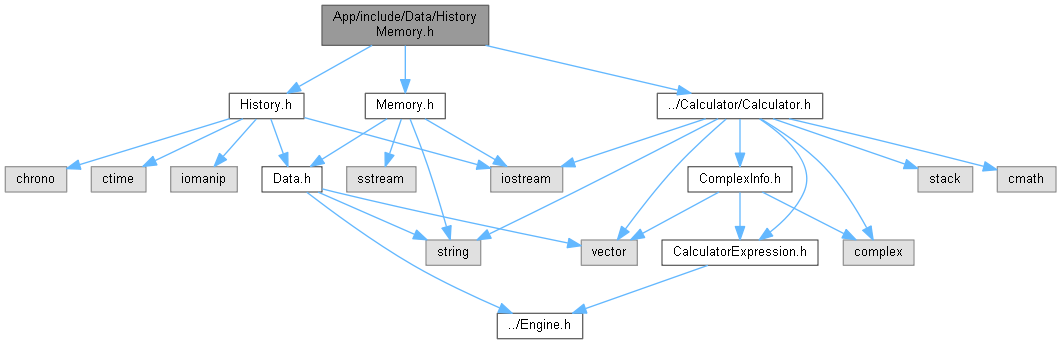 App/include/Data/History
Memory.h
History.h
Memory.h
../Calculator/Calculator.h
chrono
ctime
iomanip
Data.h
sstream
iostream
ComplexInfo.h
stack
cmath
string
vector
CalculatorExpression.h
complex
../Engine.h